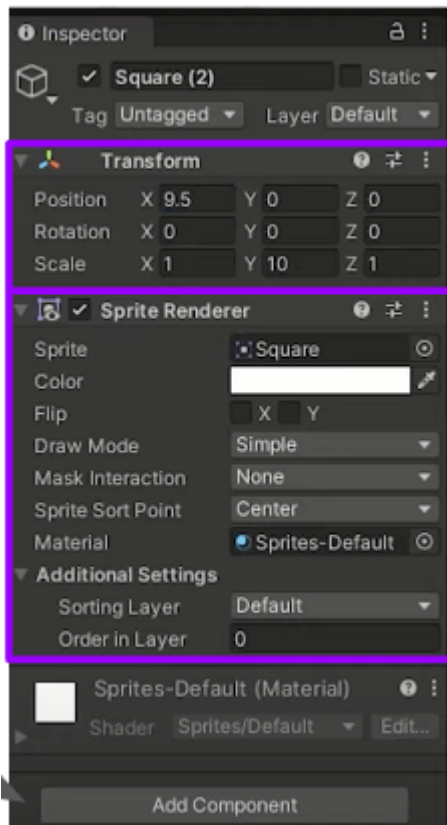 Inspector
Square (2) Static
Tag Untagged Layer Default
Transform
Position X 9.5 Y 0 Z 0
Rotation X 0 Y 0 Z 0
Scale X 1 Y 10 Z 1
Sprite Renderer
Sprite Square
Color
Flip X Y
Draw Mode Simple
Mask Interaction None
Sprite Sort Point Center
Material Sprites-Default
Additional Settings
Sorting Layer Default
Order in Layer 0
Sprites-Default (Material)
Shader Sprites/Default Edit...
Add Component